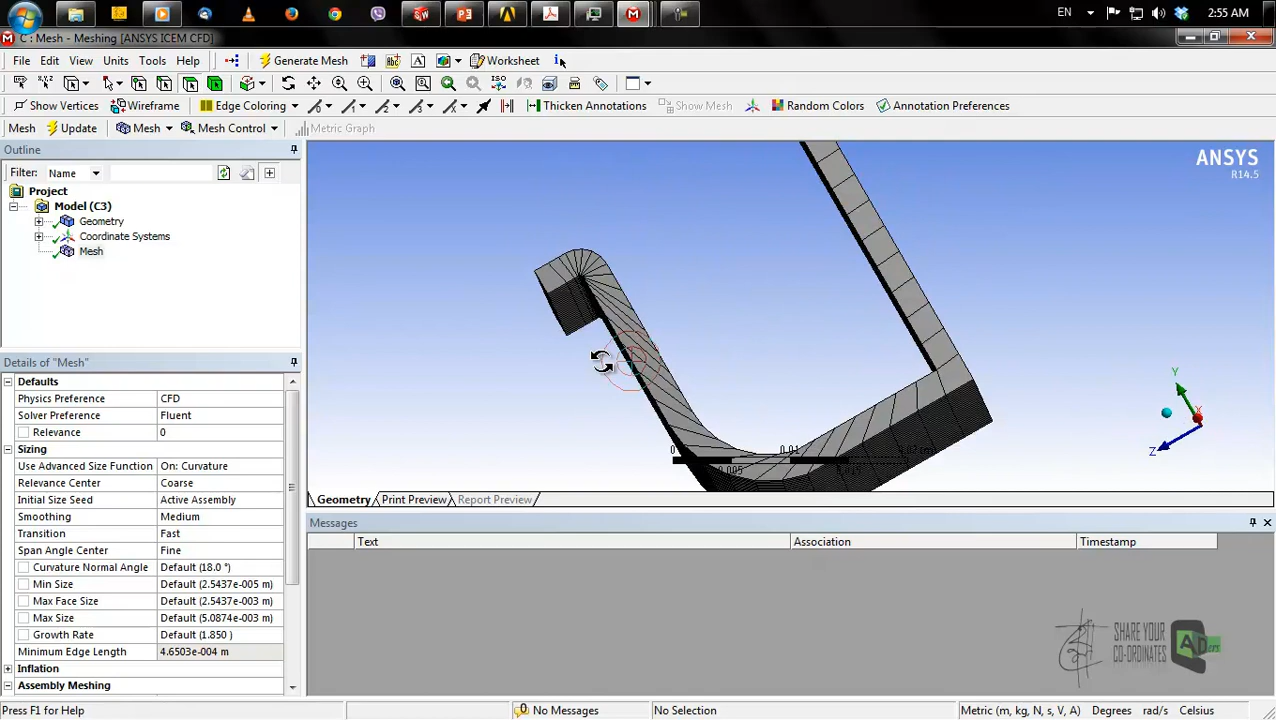 EN
2:55 AM
C : Mesh - Meshing [ANSYS ICEM CFD]
File Edit View Units Tools Help
Generate Mesh
Worksheet
Show Vertices
Wireframe
Edge Coloring
Thicken Annotations
Show Mesh
Random Colors
Annotation Preferences
Mesh
Update
Mesh
Mesh Control
Metric Graph
Outline
Filter: Name
Project
Model (C3)
Geometry
Coordinate Systems
Mesh
Details of "Mesh"
Defaults
Physics Preference CFD
Solver Preference Fluent
Relevance 0
Sizing
Use Advanced Size Function On: Curvature
Relevance Center Coarse
Initial Size Seed Active Assembly
Smoothing Medium
Transition Fast
Span Angle Center Fine
Curvature Normal Angle Default (18.0 °)
Min Size Default (2.5437e-005 m)
Max Face Size Default (2.5437e-003 m)
Max Size Default (5.0874e-003 m)
Growth Rate Default (1.850 )
Minimum Edge Length 4.6503e-004 m
Inflation
Assembly Meshing
ANSYS
R14.5
Y
X
Z
0.01
0.005
Geometry Print Preview Report Preview
Messages
Text Association Timestamp
SHARE YOUR
CO-ORDINATES
Press F1 for Help
No Messages
No Selection
Metric (m, kg, N, s, V, A) Degrees rad/s Celsius